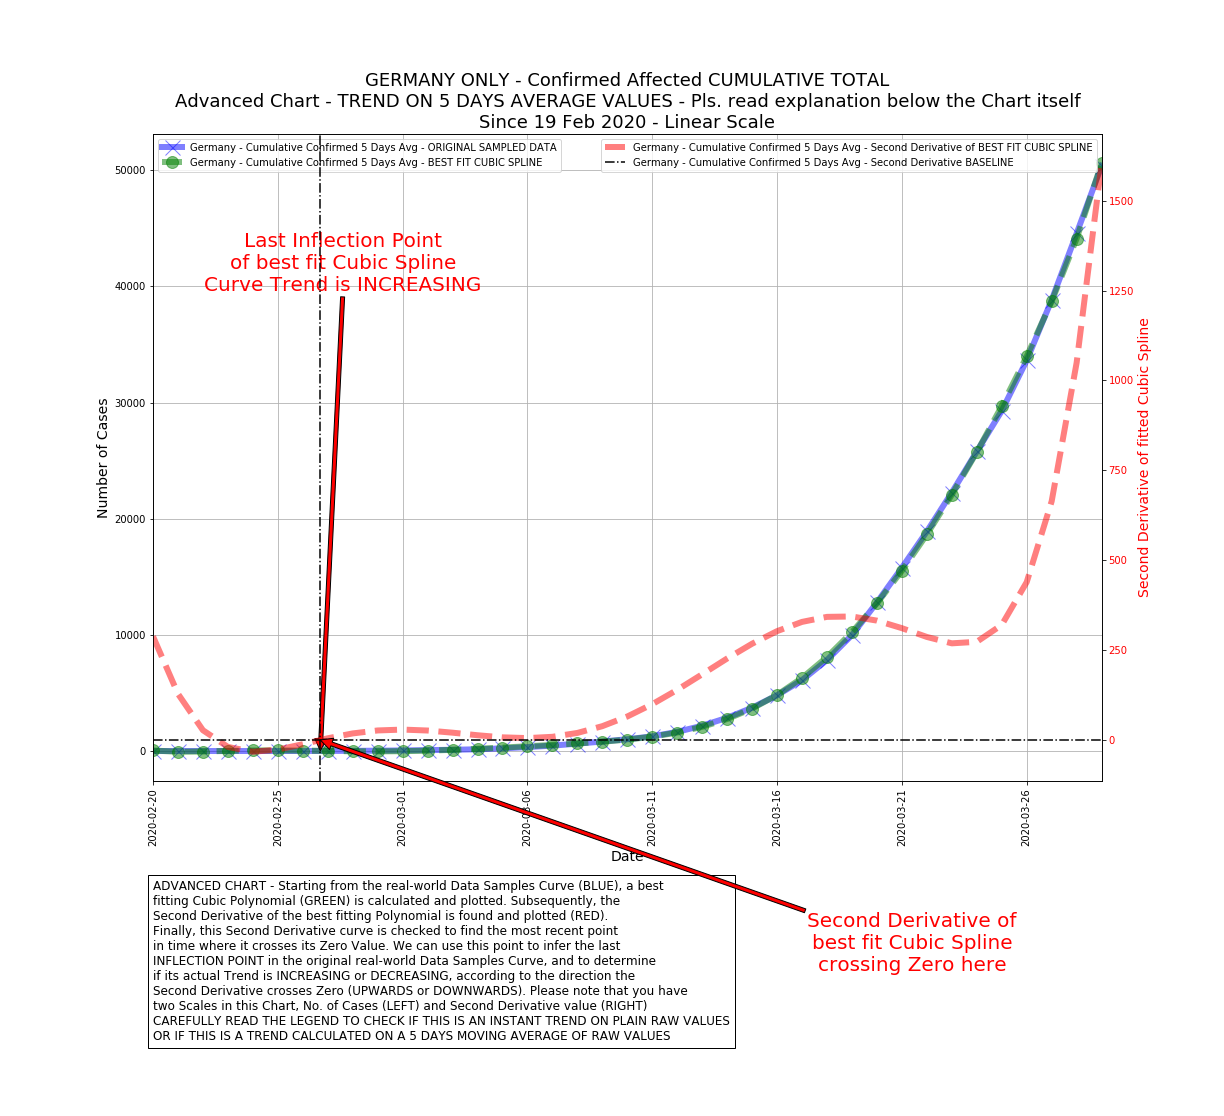 GERMANY ONLY - Confirmed Affected CUMULATIVE TOTAL
Advanced Chart - TREND ON 5 DAYS AVERAGE VALUES - Pls. read explanation below the Chart itself
Since 19 Feb 2020 - Linear Scale
Germany - Cumulative Confirmed 5 Days Avg - ORIGINAL SAMPLED DATA
Germany - Cumulative Confirmed 5 Days Avg - BEST FIT CUBIC SPLINE
Germany - Cumulative Confirmed 5 Days Avg - Second Derivative of BEST FIT CUBIC SPLINE
Germany - Cumulative Confirmed 5 Days Avg - Second Derivative BASELINE
Last Inflection Point
of best fit Cubic Spline
Curve Trend is INCREASING
Number of Cases
50000
40000
30000
20000
10000
0
1500
1250
1000
750
500
250
0
Second Derivative of fitted Cubic Spline
2020-02-20
2020-02-25
2020-03-01
2020-03-06
2020-03-11
2020-03-16
2020-03-21
2020-03-26
Date
ADVANCED CHART - Starting from the real-world Data Samples Curve (BLUE), a best
fitting Cubic Polynomial (GREEN) is calculated and plotted. Subsequently, the
Second Derivative of the best fitting Polynomial is found and plotted (RED).
Finally, this Second Derivative curve is checked to find the most recent point
in time where it crosses its Zero Value. We can use this point to infer the last
INFLECTION POINT in the original real-world Data Samples Curve, and to determine
if its actual Trend is INCREASING or DECREASING, according to the direction the
Second Derivative crosses Zero (UPWARDS or DOWNWARDS). Please note that you have
two Scales in this Chart, No. of Cases (LEFT) and Second Derivative value (RIGHT)
CAREFULLY READ THE LEGEND TO CHECK IF THIS IS AN INSTANT TREND ON PLAIN RAW VALUES
OR IF THIS IS A TREND CALCULATED ON A 5 DAYS MOVING AVERAGE OF RAW VALUES
Second Derivative of
best fit Cubic Spline
crossing Zero here